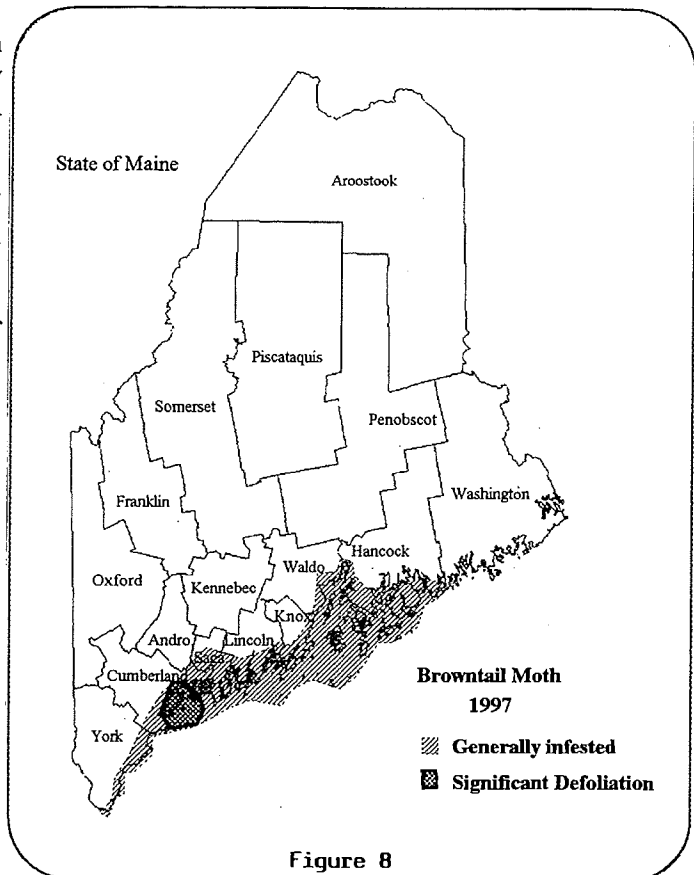 State of Maine
Aroostook
Piscataquis
Somerset
Penobscot
Franklin
Washington
Oxford
Kennebec
Waldo
Hancock
Knox
Andro
Lincoln
Saga
Cumberland
York
Browntail Moth
1997
Generally infested
Significant Defoliation
Figure 8